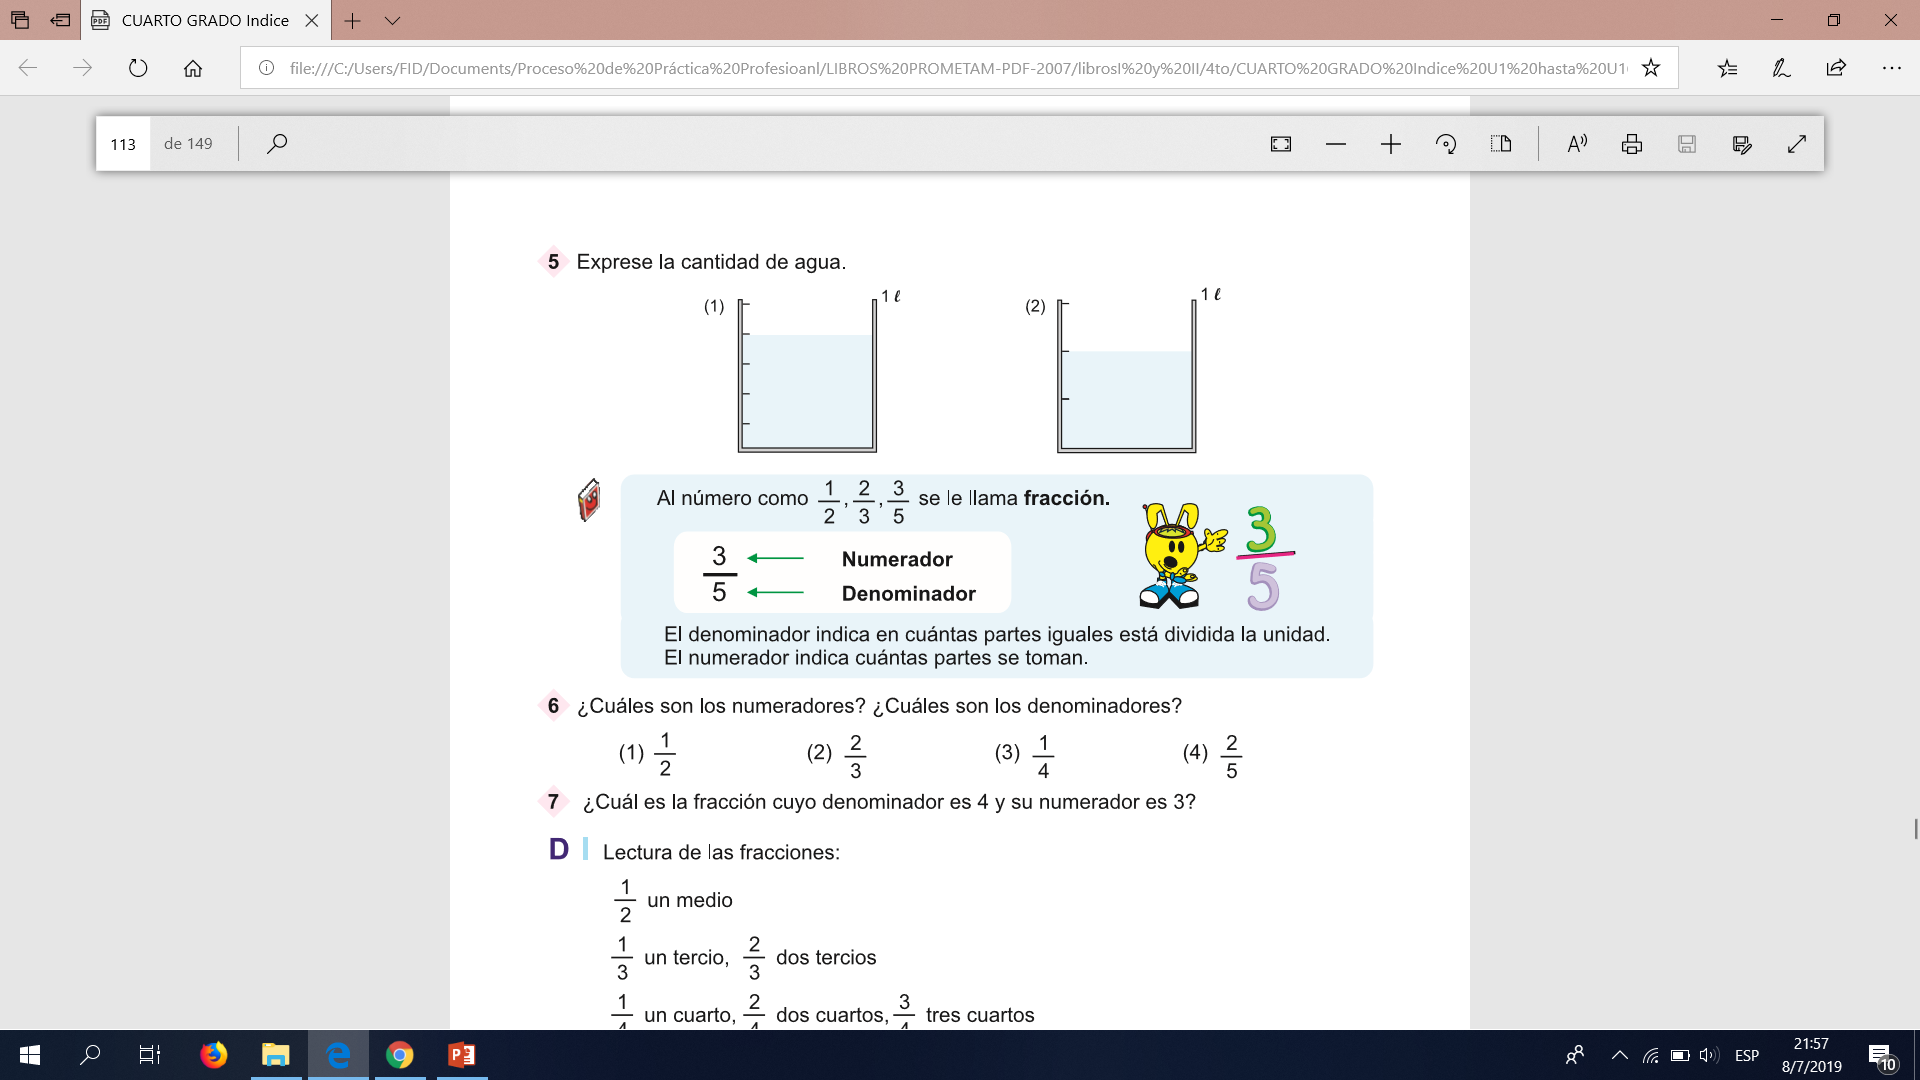 CUARTO GRADO Indice
file:///C:/Users/FID/Documents/Proceso%20de%20Práctica%20Profesioanl/LIBROS%20PROMETAM-PDF-2007/librosI%20y%20II/4to/CUARTO%20GRADO%20Indice%20U1%20hasta%20U1
113 de 149
5 Exprese la cantidad de agua.
(1) 1 ℓ (2) 1 ℓ
Al número como 1/2, 2/3, 3/5 se le llama fracción.
3 Numerador
5 Denominador
3/5
El denominador indica en cuántas partes iguales está dividida la unidad.
El numerador indica cuántas partes se toman.
6 ¿Cuáles son los numeradores? ¿Cuáles son los denominadores?
(1) 1/2 (2) 2/3 (3) 1/4 (4) 2/5
7 ¿Cuál es la fracción cuyo denominador es 4 y su numerador es 3?
D Lectura de las fracciones:
1/2 un medio
1/3 un tercio, 2/3 dos tercios
1/4 un cuarto, 2/4 dos cuartos, 3/4 tres cuartos
ESP
21:57
8/7/2019
10